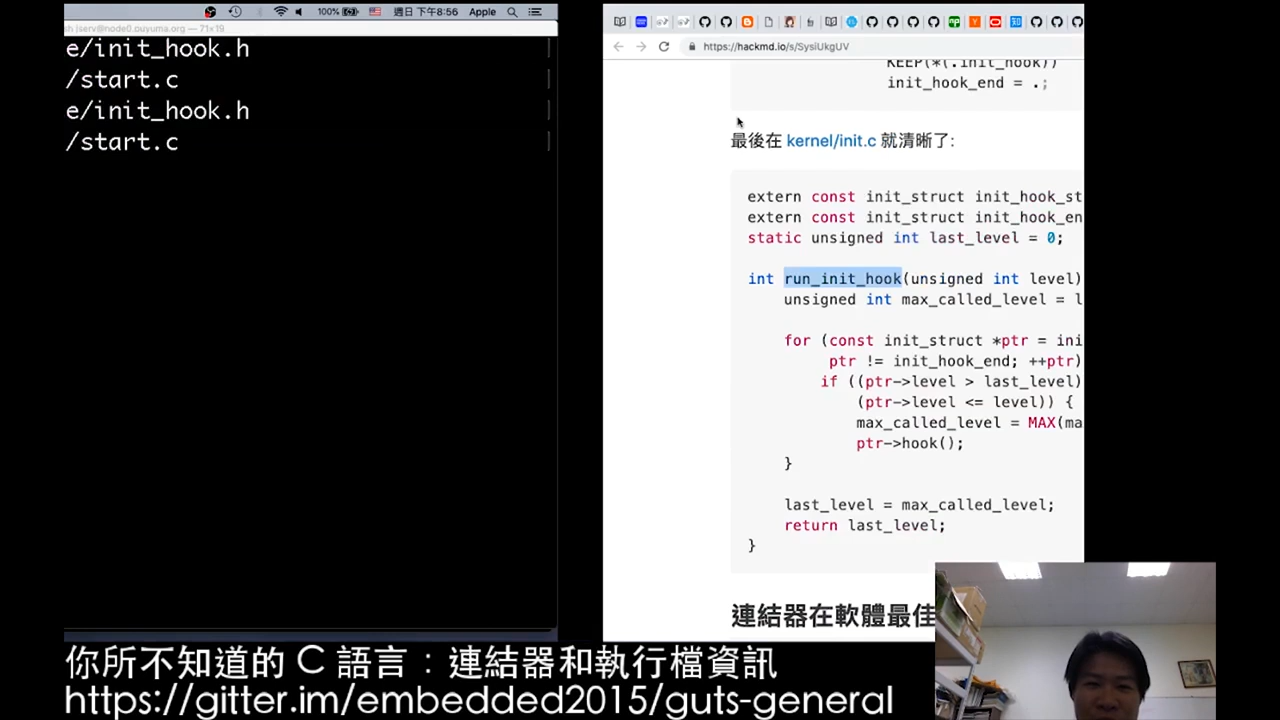 100%
週日下午8:56
Apple
71×19
e/init_hook.h
/start.c
e/init_hook.h
/start.c
https://hackmd.io/s/SysiUkgUV
KEEP(*(.init_hook))
init_hook_end = .;
最後在 kernel/init.c 就清晰了:
extern const init_struct init_hook_st
extern const init_struct init_hook_en
static unsigned int last_level = 0;
int run_init_hook(unsigned int level)
unsigned int max_called_level = l
for (const init_struct *ptr = ini
ptr != init_hook_end; ++ptr)
if ((ptr->level > last_level)
(ptr->level <= level)) {
max_called_level = MAX(ma
ptr->hook();
}
last_level = max_called_level;
return last_level;
}
連結器在軟體最佳
你所不知道的 C 語言：連結器和執行檔資訊
https://gitter.im/embedded2015/guts-general